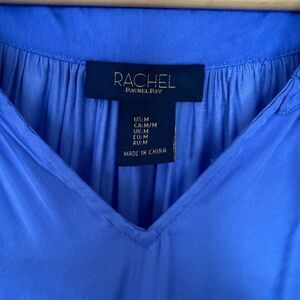 RACHEL
RACHEL ROY
US:M
CA:M/M
UK:M
EU:M
AU:M
MADE IN CHINA